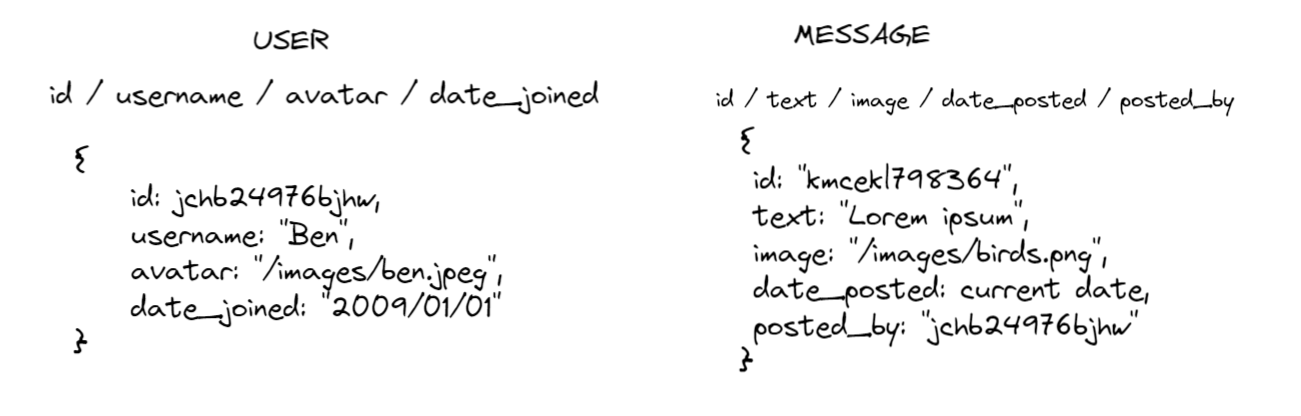 USER
id / username / avatar / date_joined
{
id: jchb24976bjhw,
username: "Ben",
avatar: "/images/ben.jpeg",
date_joined: "2009/01/01"
}
MESSAGE
id / text / image / date_posted / posted_by
{
id: "kmcekl798364",
text: "Lorem ipsum",
image: "/images/birds.png",
date_posted: current date,
posted_by: "jchb24976bjhw"
}